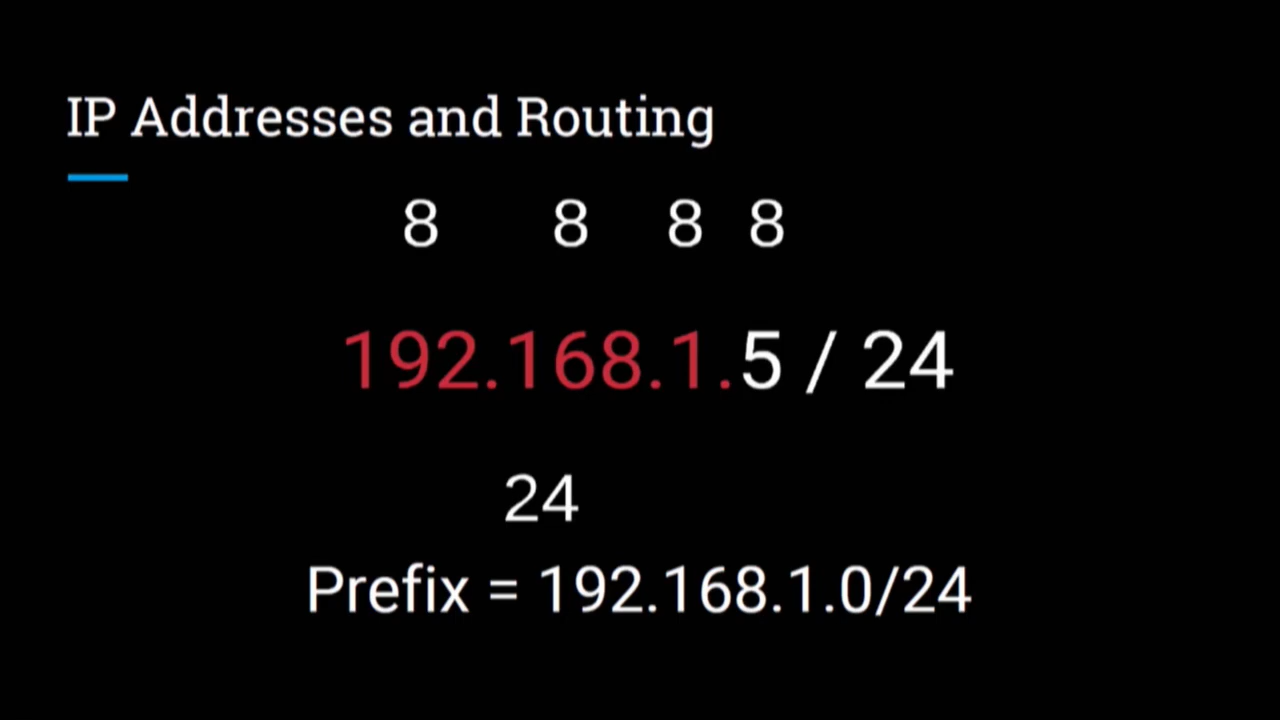 IP Addresses and Routing
8 8 8 8
192.168.1.5 / 24
24
Prefix = 192.168.1.0/24